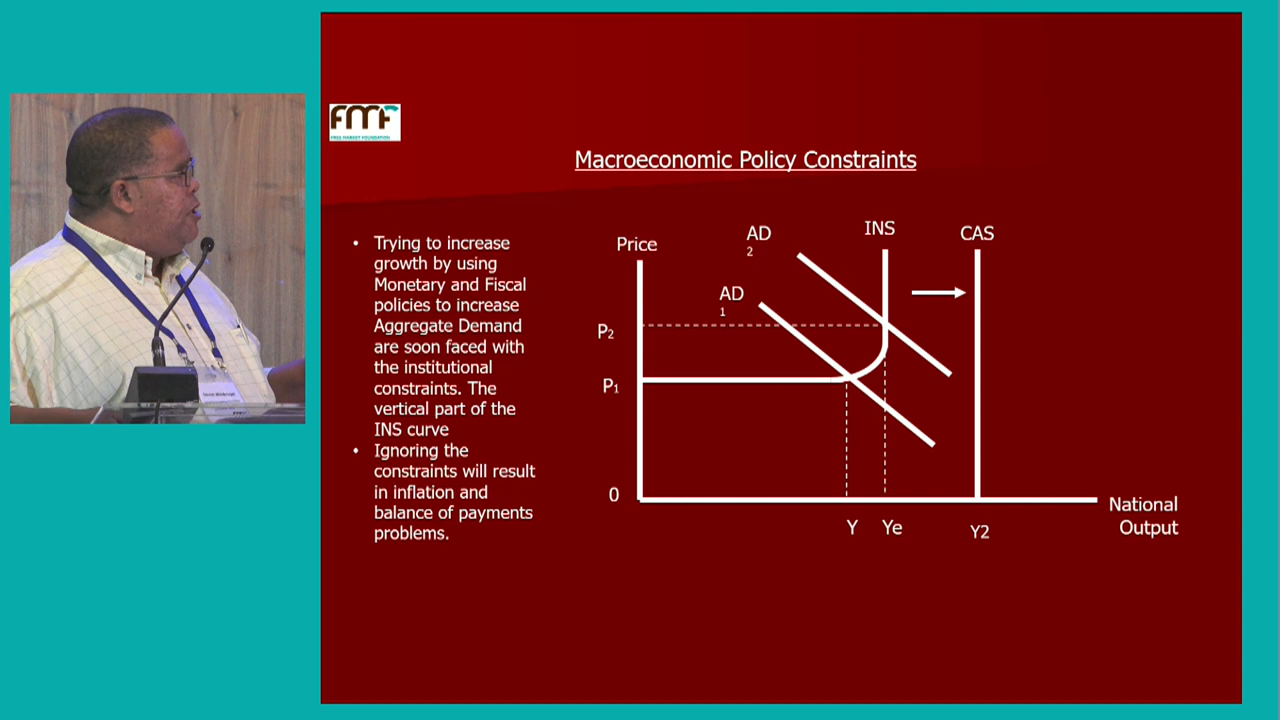 FMF
FREE MARKET FOUNDATION
Macroeconomic Policy Constraints
• Trying to increase
growth by using
Monetary and Fiscal
policies to increase
Aggregate Demand
are soon faced with
the institutional
constraints. The
vertical part of the
INS curve
• Ignoring the
constraints will result
in inflation and
balance of payments
problems.
Price
AD
2
INS
CAS
AD
1
P2
P1
0
Y
Ye
Y2
National
Output